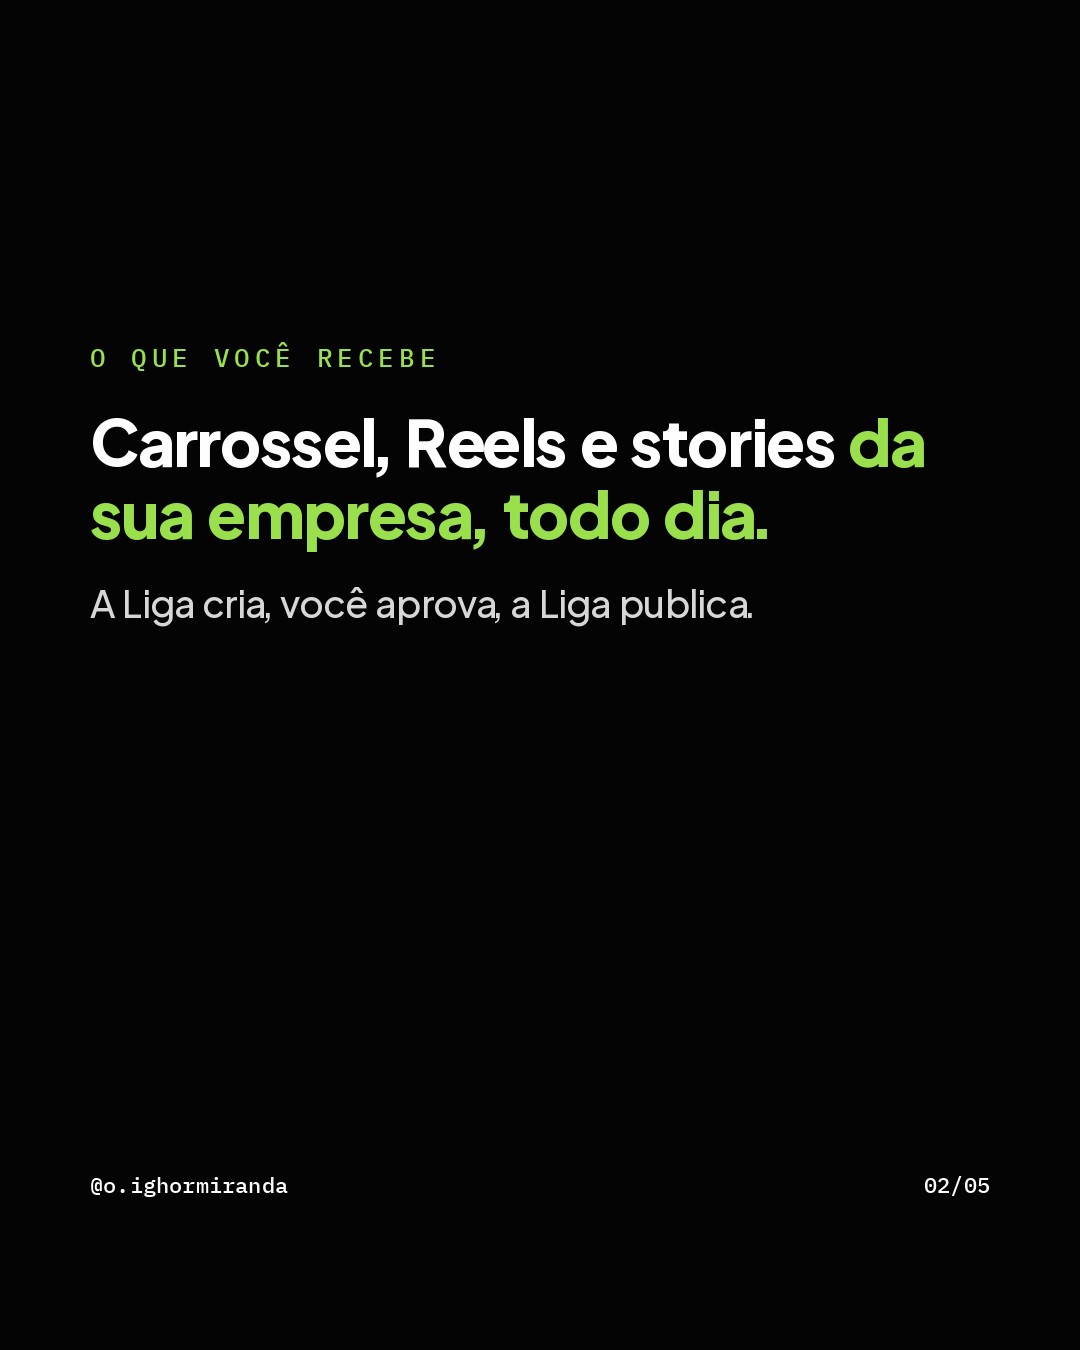 O QUE VOCÊ RECEBE
Carrossel, Reels e stories da
sua empresa, todo dia.
A Liga cria, você aprova, a Liga publica.
@o.ighormiranda
02/05